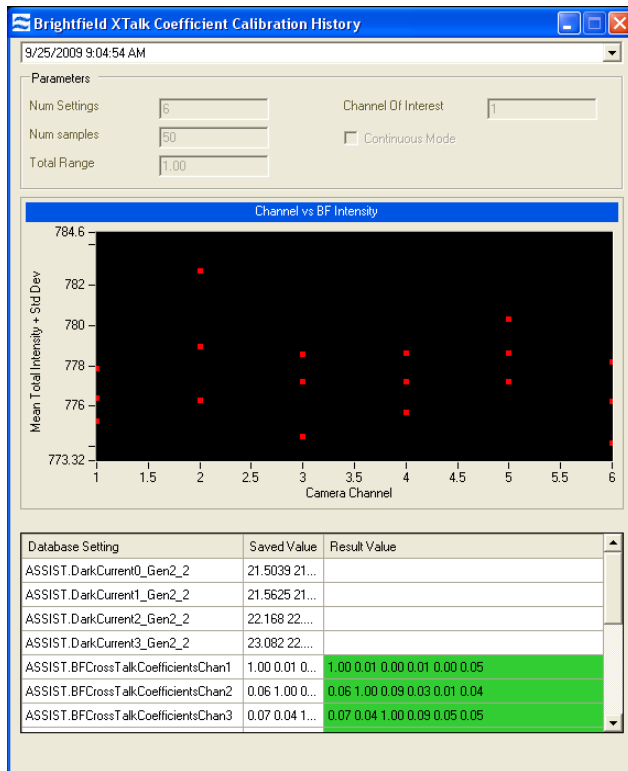 Brightfield XTalk Coefficient Calibration History
9/25/2009 9:04:54 AM
Parameters
Num Settings 6 Channel Of Interest 1
Num samples 50 Continuous Mode
Total Range 1.00
Channel vs BF Intensity
Mean Total Intensity + Std Dev
784.6
782
780
778
776
773.32
1 1.5 2 2.5 3 3.5 4 4.5 5 5.5 6
Camera Channel
Database Setting Saved Value Result Value
ASSIST.DarkCurrent0_Gen2_2 21.5039 21...
ASSIST.DarkCurrent1_Gen2_2 21.5625 21...
ASSIST.DarkCurrent2_Gen2_2 22.168 22....
ASSIST.DarkCurrent3_Gen2_2 23.082 22....
ASSIST.BFCrossTalkCoefficientsChan1 1.00 0.01 0... 1.00 0.01 0.00 0.01 0.00 0.05
ASSIST.BFCrossTalkCoefficientsChan2 0.06 1.00 0... 0.06 1.00 0.09 0.03 0.01 0.04
ASSIST.BFCrossTalkCoefficientsChan3 0.07 0.04 1... 0.07 0.04 1.00 0.09 0.05 0.05